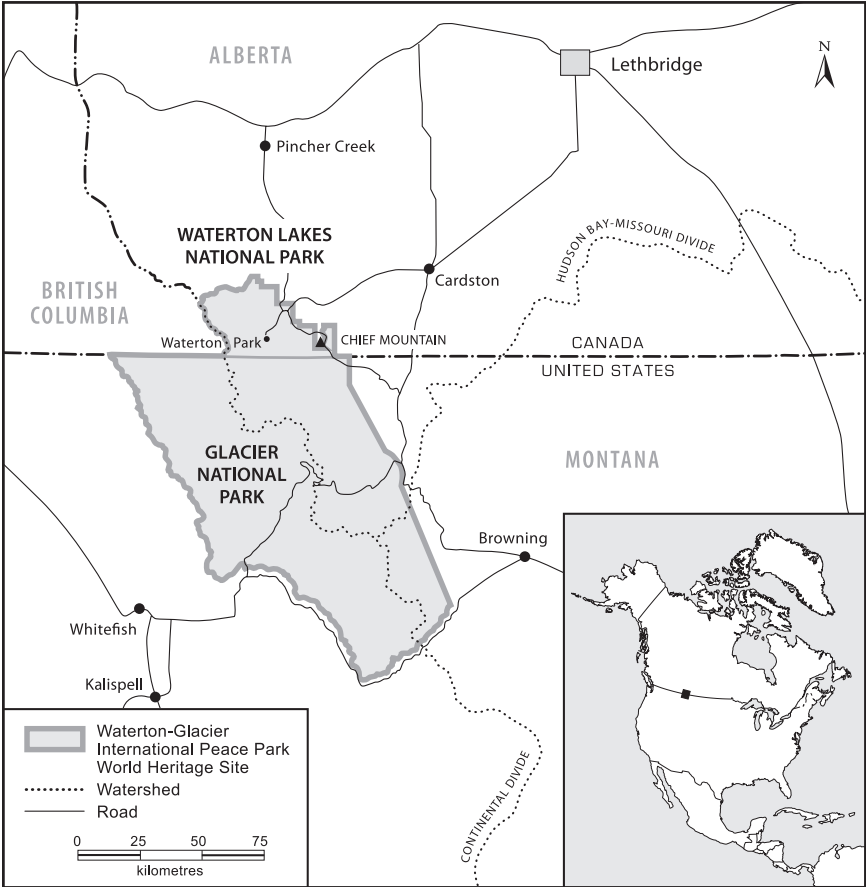 ALBERTA
Lethbridge
N
Pincher Creek
WATERTON LAKES
NATIONAL PARK
HUDSON BAY-MISSOURI DIVIDE
Cardston
BRITISH
COLUMBIA
Waterton Park
CHIEF MOUNTAIN
CANADA
UNITED STATES
GLACIER
NATIONAL
PARK
MONTANA
Browning
Whitefish
Kalispell
CONTINENTAL DIVIDE
Waterton-Glacier
International Peace Park
World Heritage Site
Watershed
Road
0 25 50 75
kilometres